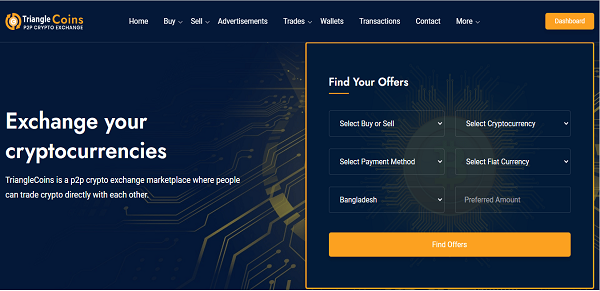 Triangle Coins
P2P CRYPTO EXCHANGE
Home Buy Sell Advertisements Trades Wallets Transactions Contact More
Dashboard
Exchange your
cryptocurrencies
TriangleCoins is a p2p crypto exchange marketplace where people
can trade crypto directly with each other.
Find Your Offers
Select Buy or Sell Select Cryptocurrency
Select Payment Method Select Fiat Currency
Bangladesh Preferred Amount
Find Offers